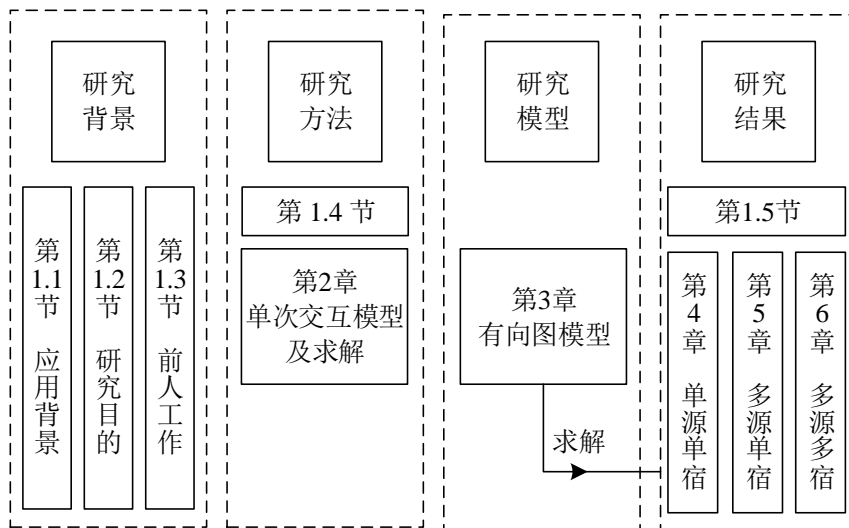 研究
背景
第1.1节 应用背景
第1.2节 研究目的
第1.3节 前人工作
研究
方法
第 1.4 节
第2章
单次交互模型
及求解
研究
模型
第3章
有向图模型
求解
研究
结果
第1.5节
第4章 单源单宿
第5章 多源单宿
第6章 多源多宿